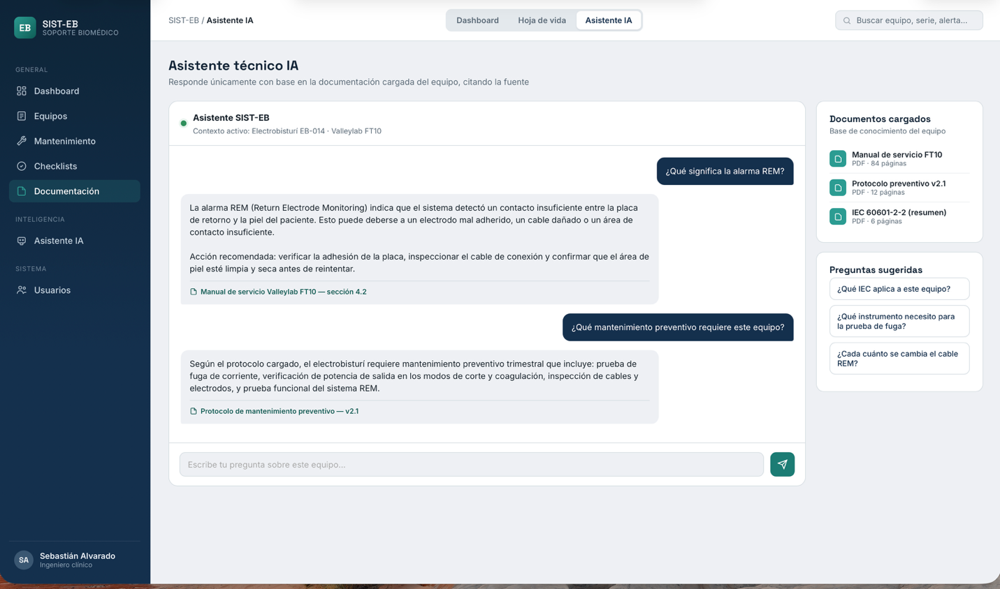 EB
SIST-EB
SOPORTE BIOMÉDICO
GENERAL
Dashboard
Equipos
Mantenimiento
Checklists
Documentación
INTELIGENCIA
Asistente IA
SISTEMA
Usuarios
SA
Sebastián Alvarado
Ingeniero clínico
SIST-EB / Asistente IA
Dashboard
Hoja de vida
Asistente IA
Buscar equipo, serie, alerta...
Asistente técnico IA
Responde únicamente con base en la documentación cargada del equipo, citando la fuente
Asistente SIST-EB
Contexto activo: Electrobisturí EB-014 · Valleylab FT10
¿Qué significa la alarma REM?
La alarma REM (Return Electrode Monitoring) indica que el sistema detectó un contacto insuficiente entre la placa
de retorno y la piel del paciente. Esto puede deberse a un electrodo mal adherido, un cable dañado o un área de
contacto insuficiente.
Acción recomendada: verificar la adhesión de la placa, inspeccionar el cable de conexión y confirmar que el área de
piel esté limpia y seca antes de reintentar.
Manual de servicio Valleylab FT10 — sección 4.2
¿Qué mantenimiento preventivo requiere este equipo?
Según el protocolo cargado, el electrobisturí requiere mantenimiento preventivo trimestral que incluye: prueba de
fuga de corriente, verificación de potencia de salida en los modos de corte y coagulación, inspección de cables y
electrodos, y prueba funcional del sistema REM.
Protocolo de mantenimiento preventivo — v2.1
Escribe tu pregunta sobre este equipo...
Documentos cargados
Base de conocimiento del equipo
Manual de servicio FT10
PDF · 84 páginas
Protocolo preventivo v2.1
PDF · 12 páginas
IEC 60601-2-2 (resumen)
PDF · 6 páginas
Preguntas sugeridas
¿Qué IEC aplica a este equipo?
¿Qué instrumento necesito para
la prueba de fuga?
¿Cada cuánto se cambia el cable
REM?